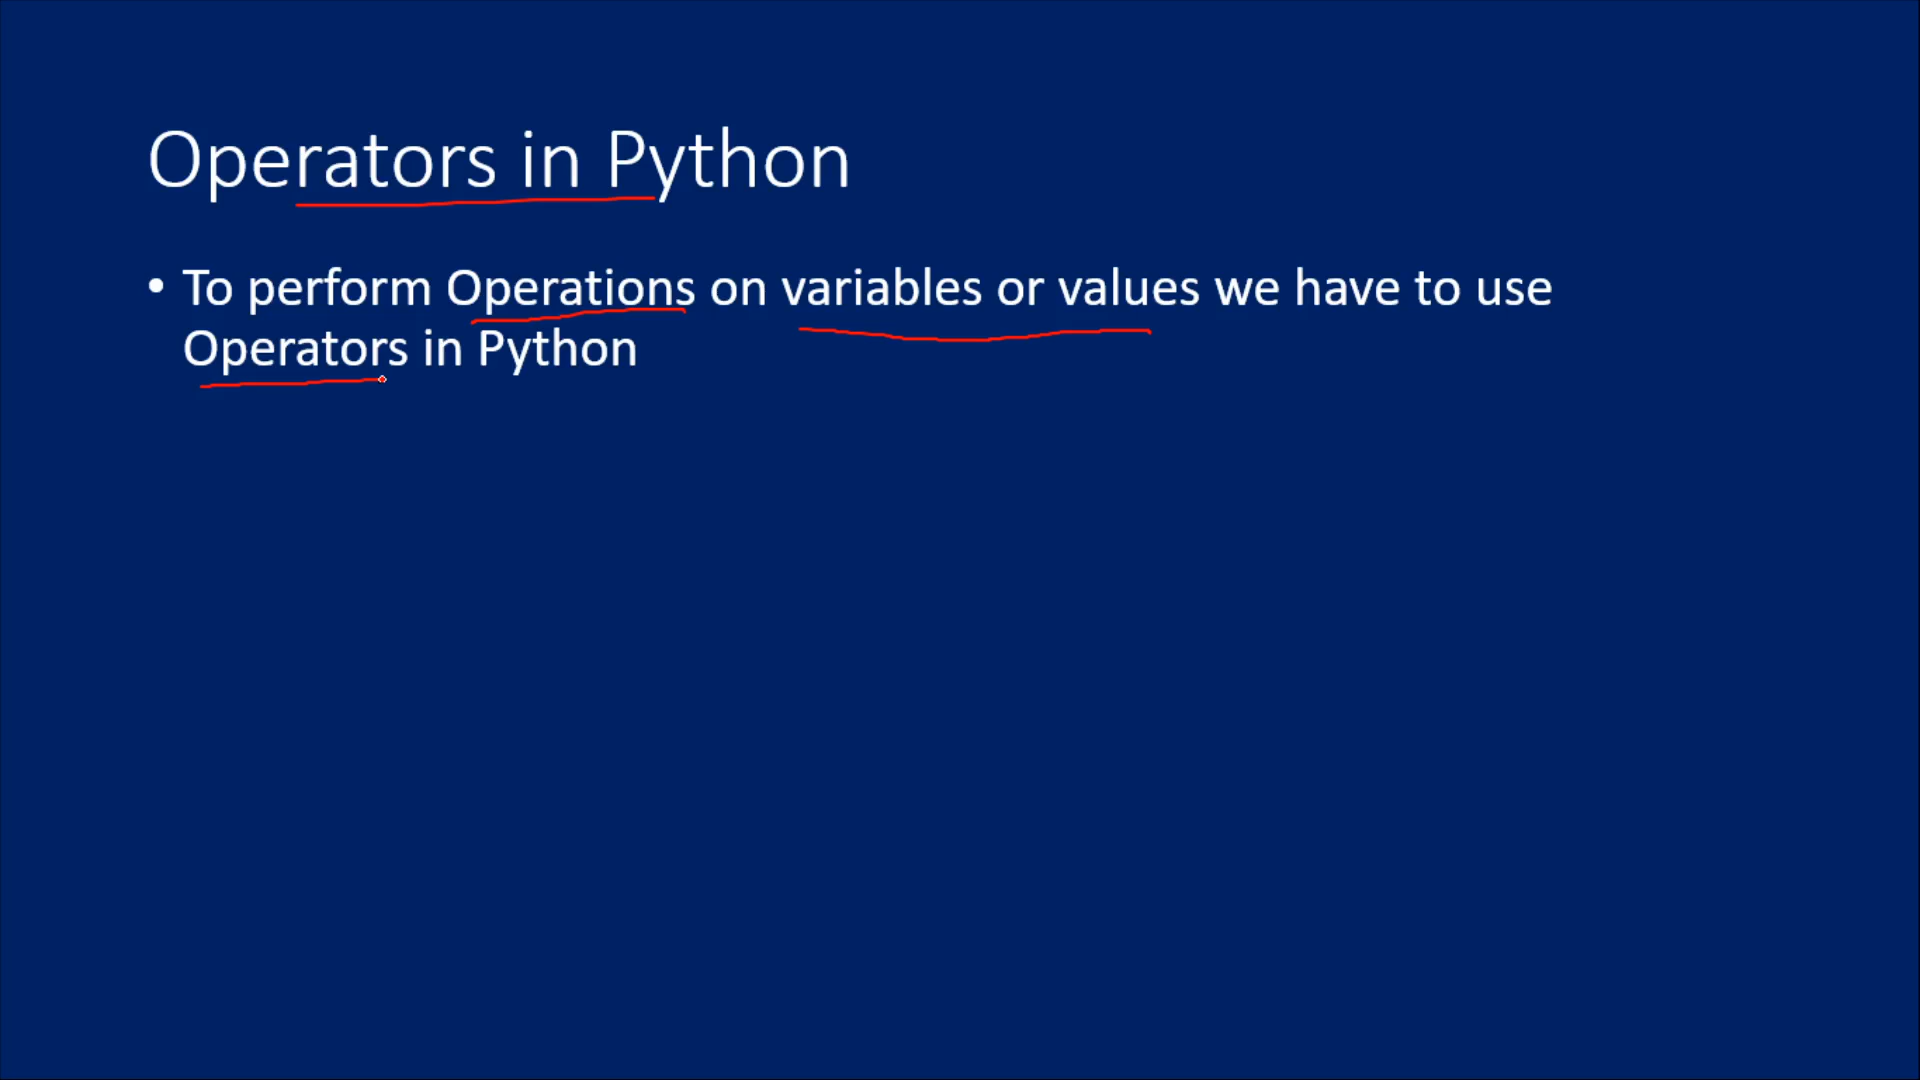 Operators in Python
• To perform Operations on variables or values we have to use
Operators in Python